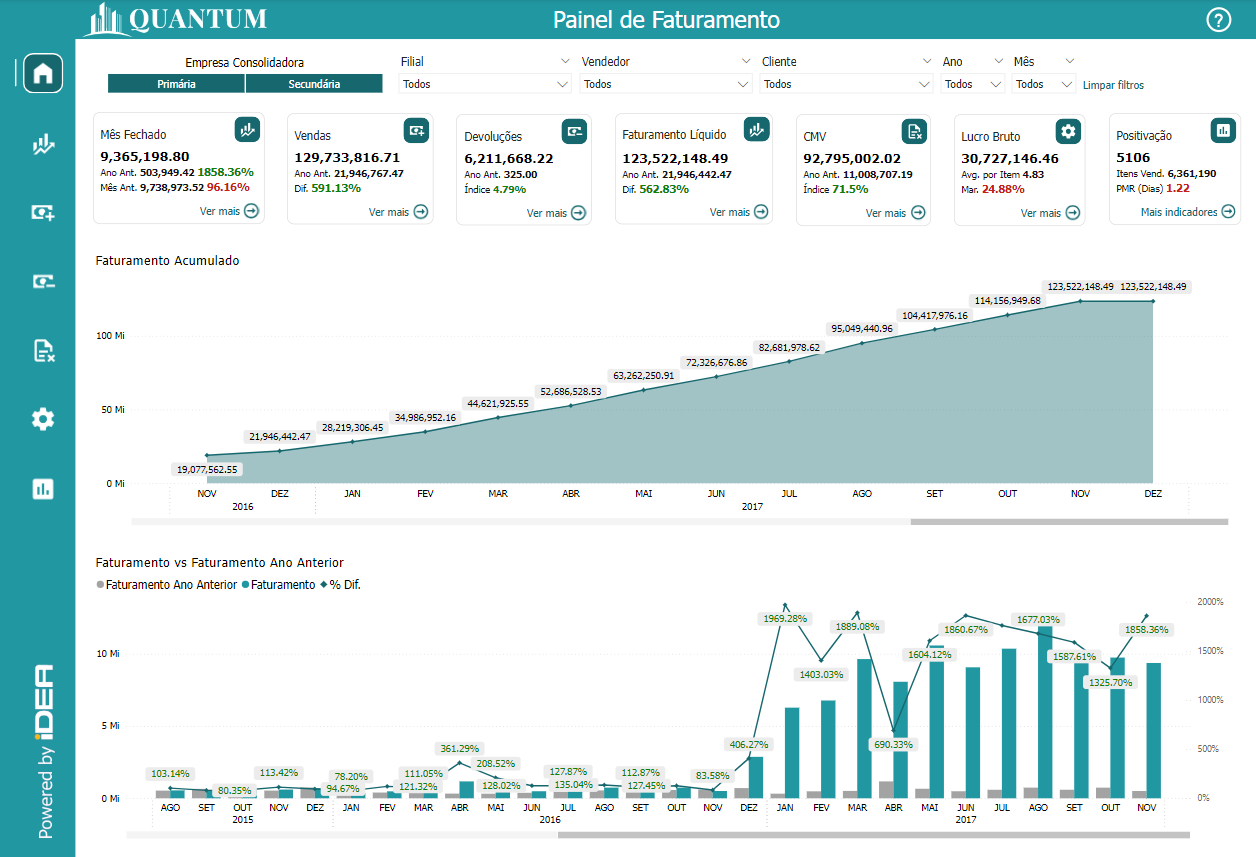 QUANTUM
Painel de Faturamento
?
Empresa Consolidadora
Primária
Secundária
Filial
Todos
Vendedor
Todos
Cliente
Todos
Ano
Todos
Mês
Todos
Limpar filtros
Mês Fechado
9,365,198.80
Ano Ant. 503,949.42 1858.36%
Mês Ant. 9,738,973.52 96.16%
Ver mais
Vendas
129,733,816.71
Ano Ant. 21,946,767.47
Dif. 591.13%
Ver mais
Devoluções
6,211,668.22
Ano Ant. 325.00
Índice 4.79%
Ver mais
Faturamento Líquido
123,522,148.49
Ano Ant. 21,946,442.47
Dif. 562.83%
Ver mais
CMV
92,795,002.02
Ano Ant. 11,008,707.19
Índice 71.5%
Ver mais
Lucro Bruto
30,727,146.46
Avg. por Item 4.83
Mar. 24.88%
Ver mais
Positivação
5106
Itens Vend. 6,361,190
PMR (Dias) 1.22
Mais indicadores
Faturamento Acumulado
100 Mi
50 Mi
0 Mi
19,077,562.55
21,946,442.47
28,219,306.45
34,986,952.16
44,621,925.55
52,686,528.53
63,262,250.91
72,326,676.86
82,681,978.62
95,049,440.96
104,417,976.16
114,156,949.68
123,522,148.49
123,522,148.49
NOV DEZ JAN FEV MAR ABR MAI JUN JUL AGO SET OUT NOV DEZ
2016 2017
Faturamento vs Faturamento Ano Anterior
Faturamento Ano Anterior Faturamento % Dif.
10 Mi
5 Mi
0 Mi
2000%
1500%
1000%
500%
0%
103.14%
80.35%
113.42%
94.67%
78.20%
121.32%
111.05%
361.29%
208.52%
128.02%
127.87%
135.04%
112.87%
127.45%
83.58%
406.27%
1969.28%
1403.03%
1889.08%
690.33%
1604.12%
1860.67%
1677.03%
1587.61%
1325.70%
1858.36%
AGO SET OUT NOV DEZ JAN FEV MAR ABR MAI JUN JUL AGO SET OUT NOV DEZ JAN FEV MAR ABR MAI JUN JUL AGO SET OUT NOV
2015 2016 2017
Powered by iDEA